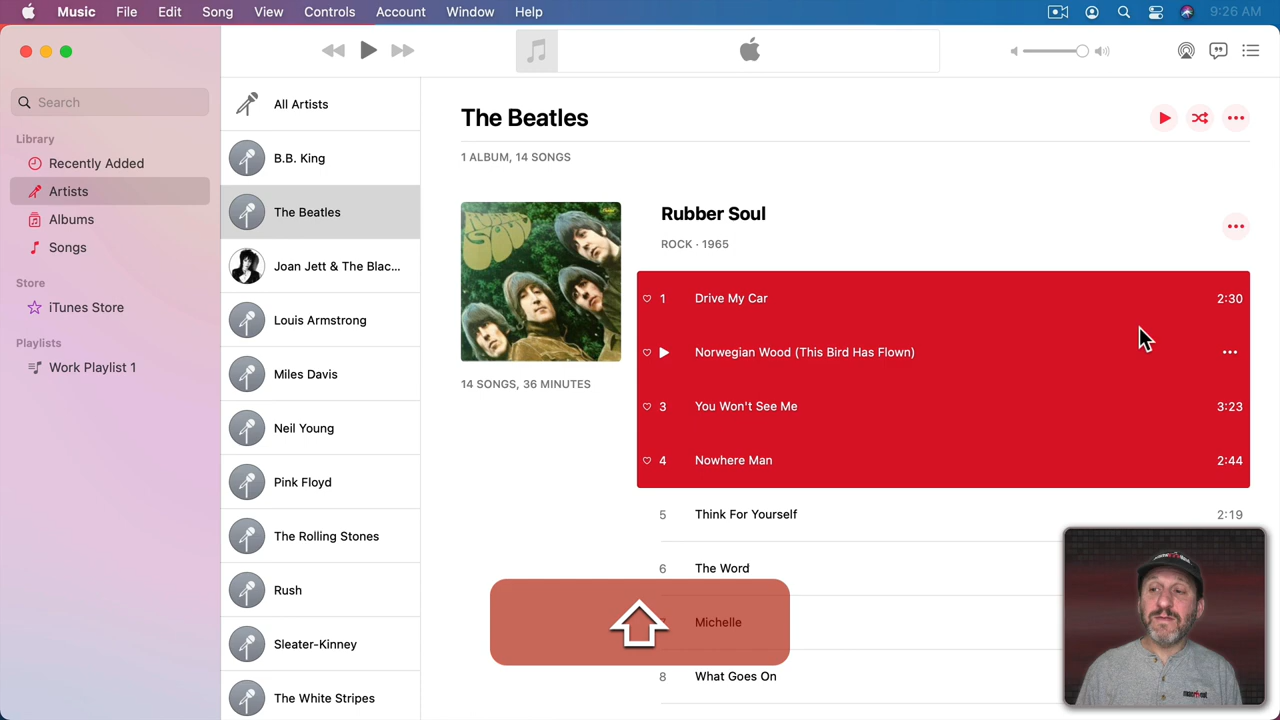 Music File Edit Song View Controls Account Window Help 9:26 AM
Search
Library
Recently Added
Artists
Albums
Songs
Store
iTunes Store
Playlists
Work Playlist 1
All Artists
B.B. King
The Beatles
Joan Jett & The Blac...
Louis Armstrong
Miles Davis
Neil Young
Pink Floyd
The Rolling Stones
Rush
Sleater-Kinney
The White Stripes
The Beatles
1 ALBUM, 14 SONGS
14 SONGS, 36 MINUTES
Rubber Soul
ROCK · 1965
1 Drive My Car 2:30
Norwegian Wood (This Bird Has Flown)
3 You Won't See Me 3:23
4 Nowhere Man 2:44
5 Think For Yourself 2:19
6 The Word
Michelle
8 What Goes On